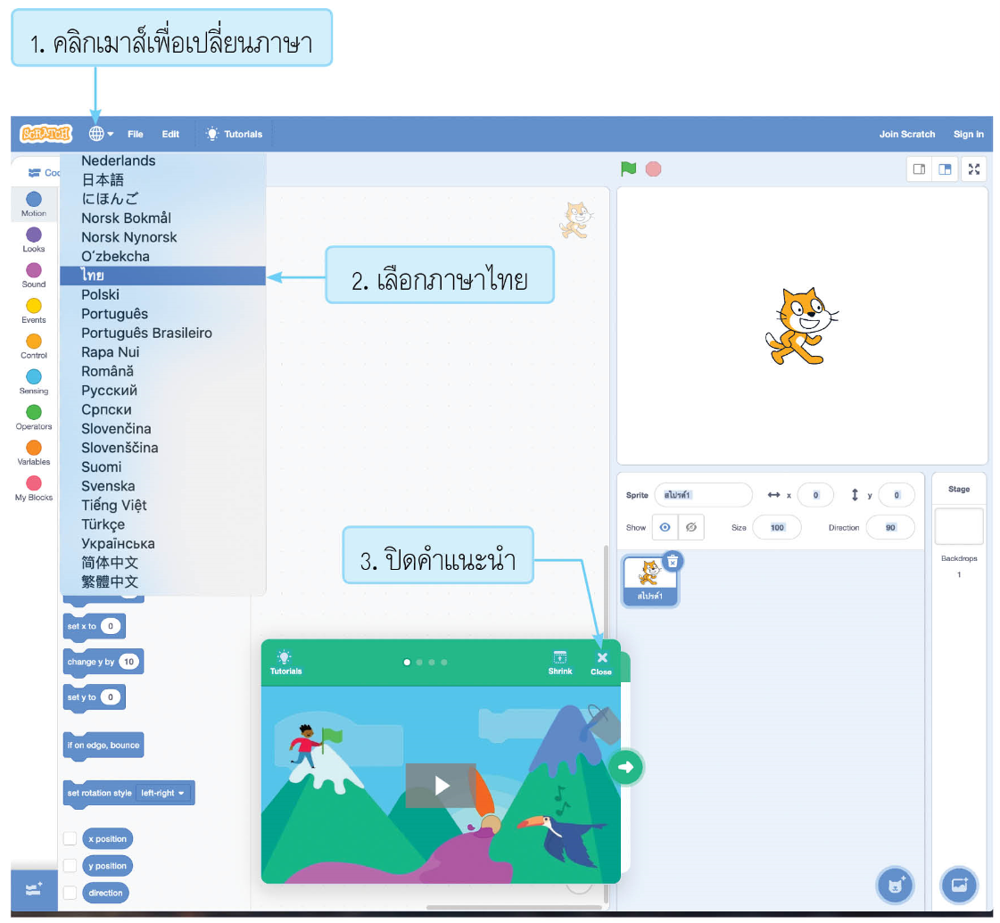 1. คลิกเมาส์เพื่อเปลี่ยนภาษา
SCRATCH File Edit Tutorials Join Scratch Sign in
Nederlands
日本語
にほんご
Norsk Bokmål
Norsk Nynorsk
Oʻzbekcha
ไทย
Polski
Português
Português Brasileiro
Rapa Nui
Română
Русский
Српски
Slovenčina
Slovenščina
Suomi
Svenska
Tiếng Việt
Türkçe
Українська
简体中文
繁體中文
Motion
Looks
Sound
Events
Control
Sensing
Operators
Variables
My Blocks
2. เลือกภาษาไทย
3. ปิดคำแนะนำ
set x to 0
change y by 10
set y to 0
if on edge, bounce
set rotation style left-right
x position
y position
direction
Tutorials Shrink Close
Sprite สไปรต์1 x 0 y 0
Show Size 100 Direction 90
สไปรต์1
Stage
Backdrops
1